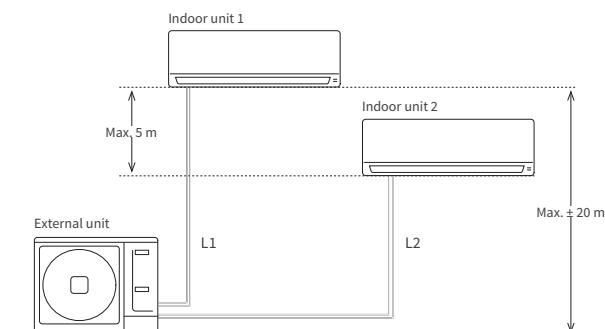 Indoor unit 1
Indoor unit 2
Max. 5 m
Max. ± 20 m
External unit
L1
L2